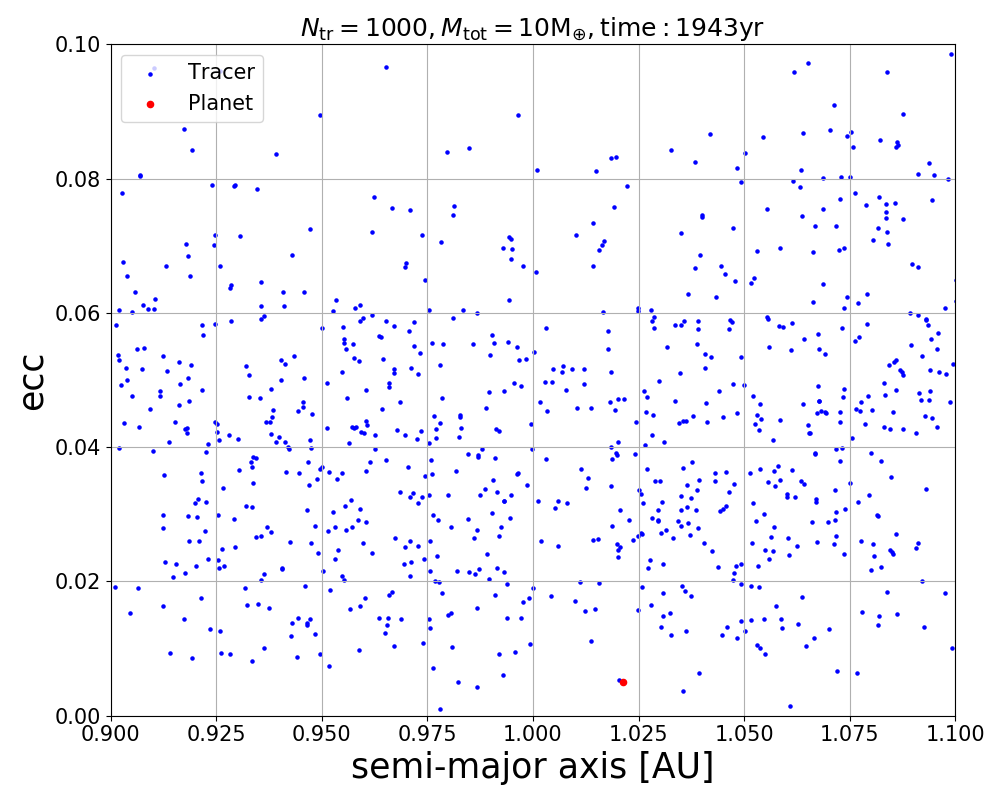 N_tr = 1000, M_tot = 10M_⊕, time : 1943yr
0.10
0.08
0.06
0.04
0.02
0.00
ecc
Tracer
Planet
0.900 0.925 0.950 0.975 1.000 1.025 1.050 1.075 1.100
semi-major axis [AU]